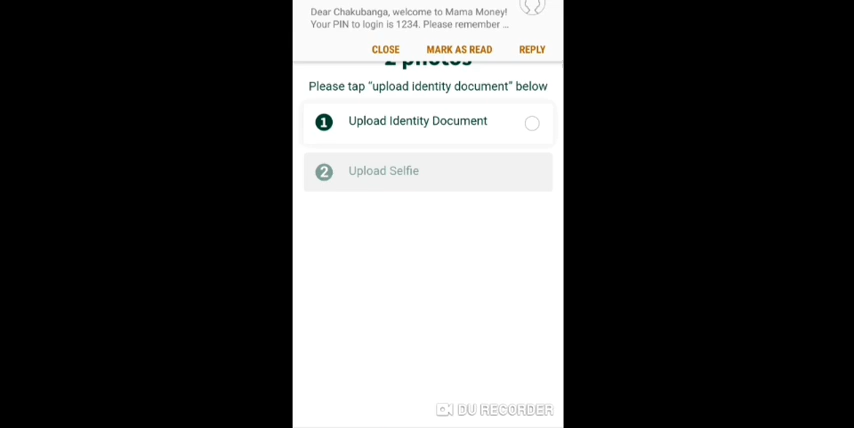 Dear Chakubanga, welcome to Mama Money!
Your PIN to login is 1234. Please remember ...
CLOSE MARK AS READ REPLY
2 photos
Please tap “upload identity document” below
1 Upload Identity Document
2 Upload Selfie
DU RECORDER